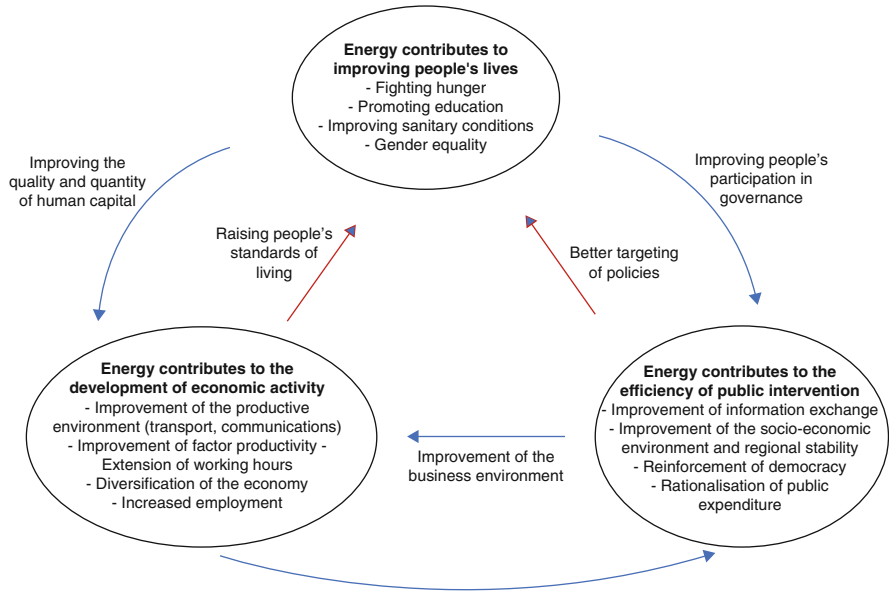 Energy contributes to
improving people's lives
- Fighting hunger
- Promoting education
- Improving sanitary conditions
- Gender equality
Improving the
quality and quantity
of human capital
Improving people's
participation in
governance
Raising people's
standards of
living
Better targeting
of policies
Energy contributes to the
development of economic activity
- Improvement of the productive
environment (transport, communications)
- Improvement of factor productivity -
Extension of working hours
- Diversification of the economy
- Increased employment
Improvement of the
business environment
Energy contributes to the
efficiency of public intervention
- Improvement of information exchange
- Improvement of the socio-economic
environment and regional stability
- Reinforcement of democracy
- Rationalisation of public
expenditure